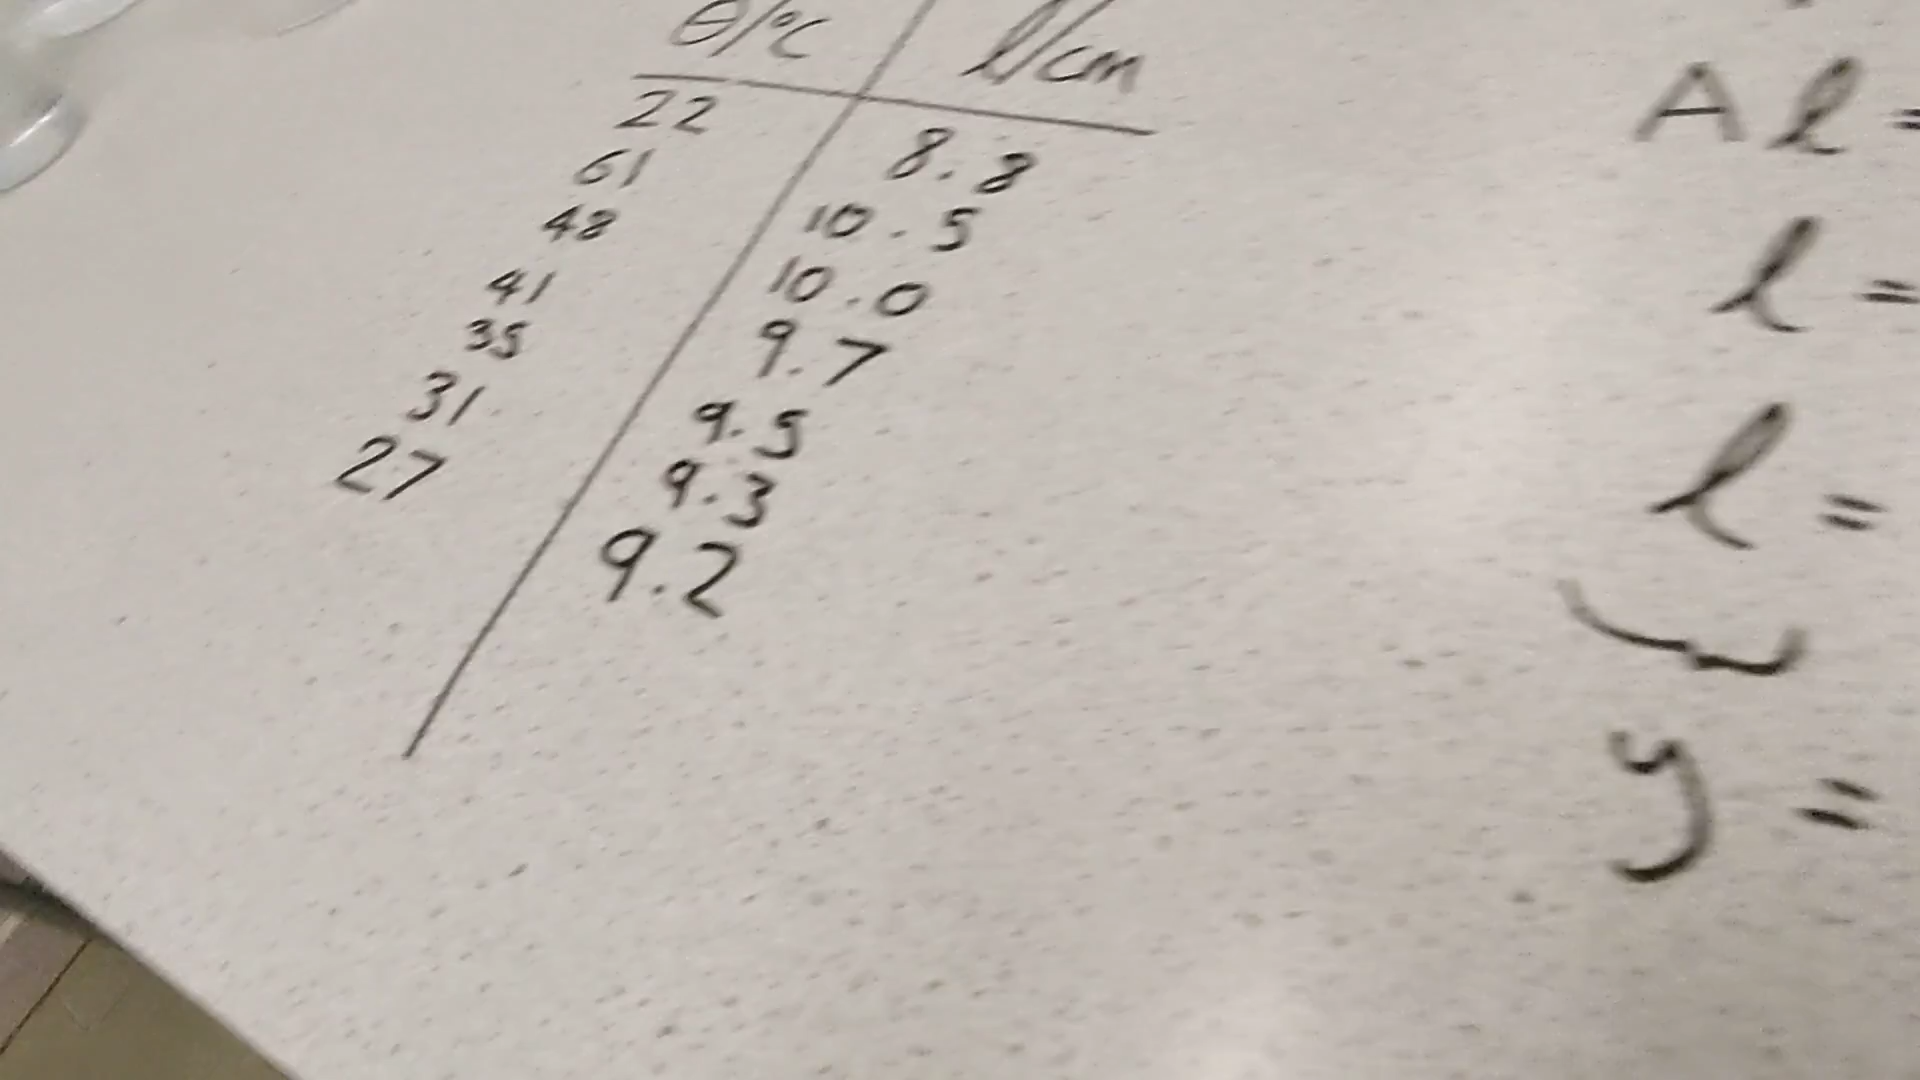 θ/°C l/cm
22 8.8
61 10.5
48 10.0
41 9.7
35 9.5
31 9.3
27 9.2
Al =
l =
l =
y =